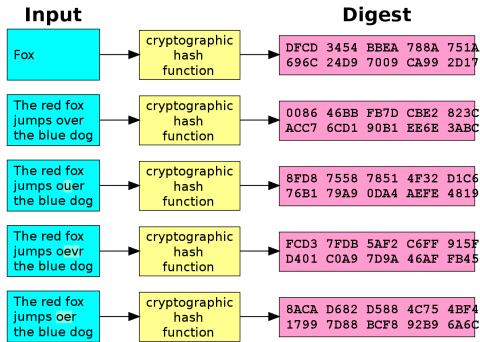 Input
Digest
Fox
cryptographic
hash
function
DFCD 3454 BBEA 788A 751A
696C 24D9 7009 CA99 2D17
The red fox
jumps over
the blue dog
cryptographic
hash
function
0086 46BB FB7D CBE2 823C
ACC7 6CD1 90B1 EE6E 3ABC
The red fox
jumps ouer
the blue dog
cryptographic
hash
function
8FD8 7558 7851 4F32 D1C6
76B1 79A9 0DA4 AEFE 4819
The red fox
jumps oevr
the blue dog
cryptographic
hash
function
FCD3 7FDB 5AF2 C6FF 915F
D401 C0A9 7D9A 46AF FB45
The red fox
jumps oer
the blue dog
cryptographic
hash
function
8ACA D682 D588 4C75 4BF4
1799 7D88 BCF8 92B9 6A6C